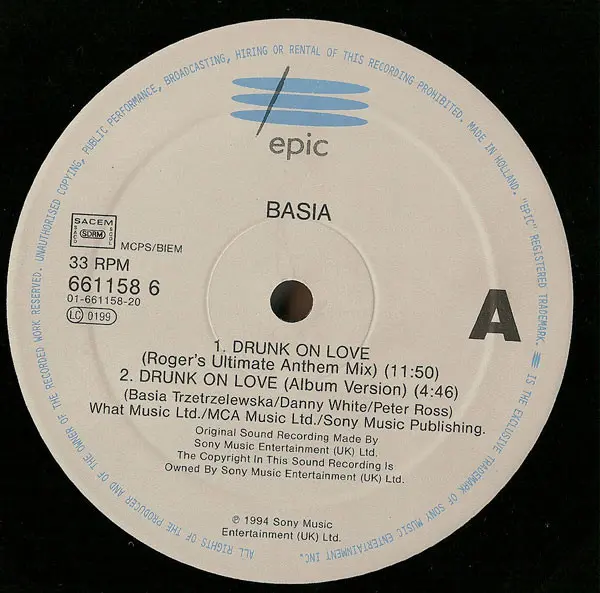 ALL RIGHTS OF THE PRODUCER AND OF THE OWNER OF THE RECORDED WORK RESERVED. UNAUTHORISED COPYING, PUBLIC PERFORMANCE, BROADCASTING, HIRING OR RENTAL OF THIS RECORDING PROHIBITED. MADE IN HOLLAND. "EPIC" REGISTERED TRADEMARK. IS THE EXCLUSIVE TRADEMARK OF SONY MUSIC ENTERTAINMENT INC.
epic
BASIA
SACEM
SDRM
MCPS/BIEM
33 RPM
661158 6
01-661158-20
LC 0199
A
1. DRUNK ON LOVE
(Roger's Ultimate Anthem Mix) (11:50)
2. DRUNK ON LOVE (Album Version) (4:46)
(Basia Trzetrzelewska/Danny White/Peter Ross)
What Music Ltd./MCA Music Ltd./Sony Music Publishing.
Original Sound Recording Made By
Sony Music Entertainment (UK) Ltd.
The Copyright In This Sound Recording Is
Owned By Sony Music Entertainment (UK) Ltd.
℗ 1994 Sony Music
Entertainment (UK) Ltd.